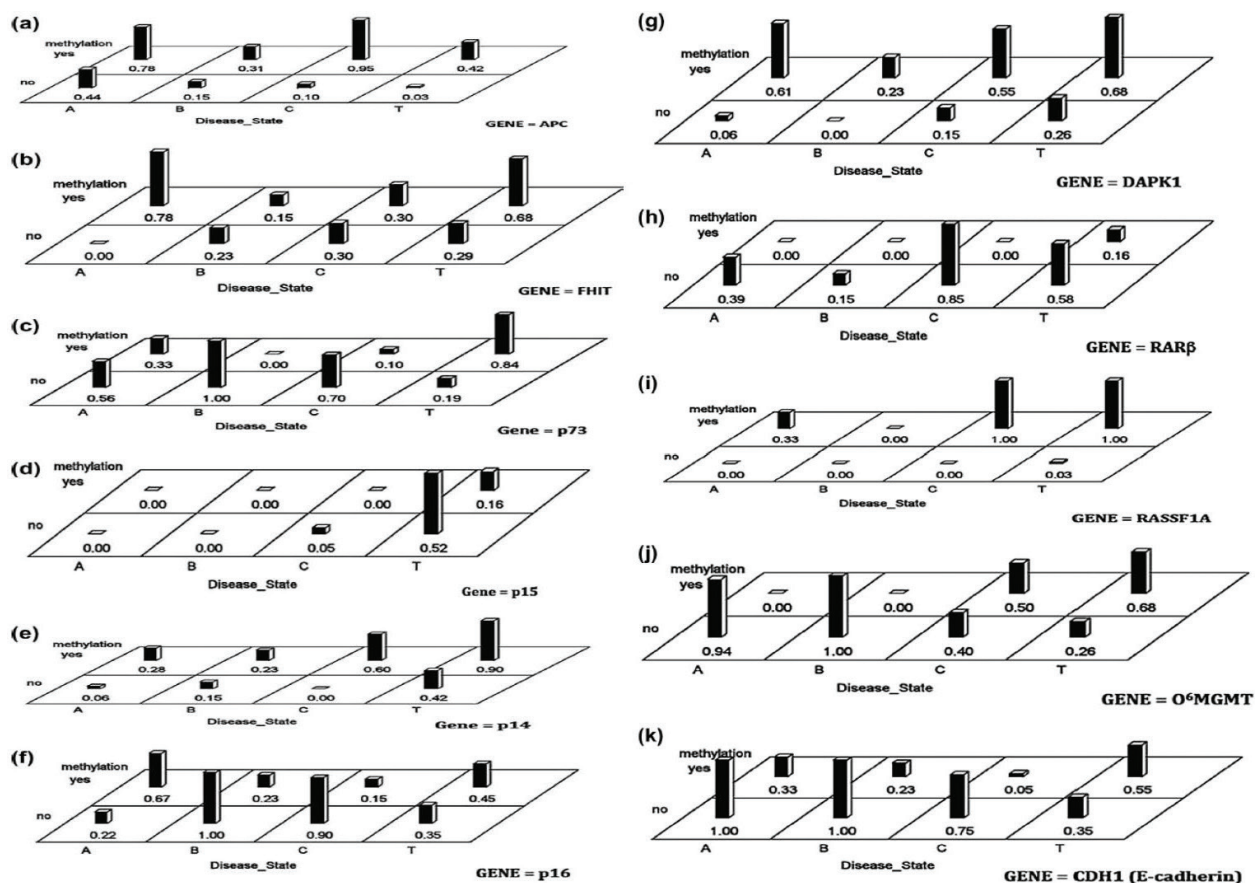 (a)
methylation
yes
0.78 0.31 0.95 0.42
no
0.44 0.15 0.10 0.03
A B C T
Disease_State
GENE = APC
(b)
methylation
yes
0.78 0.15 0.30 0.68
no
0.00 0.23 0.30 0.29
A B C T
Disease_State
GENE = FHIT
(c)
methylation
yes
0.33 0.00 0.10 0.84
no
0.56 1.00 0.70 0.19
A B C T
Disease_State
Gene = p73
(d)
methylation
yes
0.00 0.00 0.00 0.16
no
0.00 0.00 0.05 0.52
A B C T
Disease_State
Gene = p15
(e)
methylation
yes
0.28 0.23 0.60 0.90
no
0.06 0.15 0.00 0.42
A B C T
Disease_State
Gene = p14
(f)
methylation
yes
0.67 0.23 0.15 0.45
no
0.22 1.00 0.90 0.35
A B C T
Disease_State
GENE = p16
(g)
methylation
yes
0.61 0.23 0.55 0.68
no
0.06 0.00 0.15 0.26
A B C T
Disease_State
GENE = DAPK1
(h)
methylation
yes
0.00 0.00 0.00 0.16
no
0.39 0.15 0.85 0.58
A B C T
Disease_State
GENE = RARβ
(i)
methylation
yes
0.33 0.00 1.00 1.00
no
0.00 0.00 0.00 0.03
A B C T
Disease_State
GENE = RASSF1A
(j)
methylation
yes
0.00 0.00 0.50 0.68
no
0.94 1.00 0.40 0.26
A B C T
Disease_State
GENE = O⁶MGMT
(k)
methylation
yes
0.33 0.23 0.05 0.55
no
1.00 1.00 0.75 0.35
A B C T
Disease_State
GENE = CDH1 (E-cadherin)